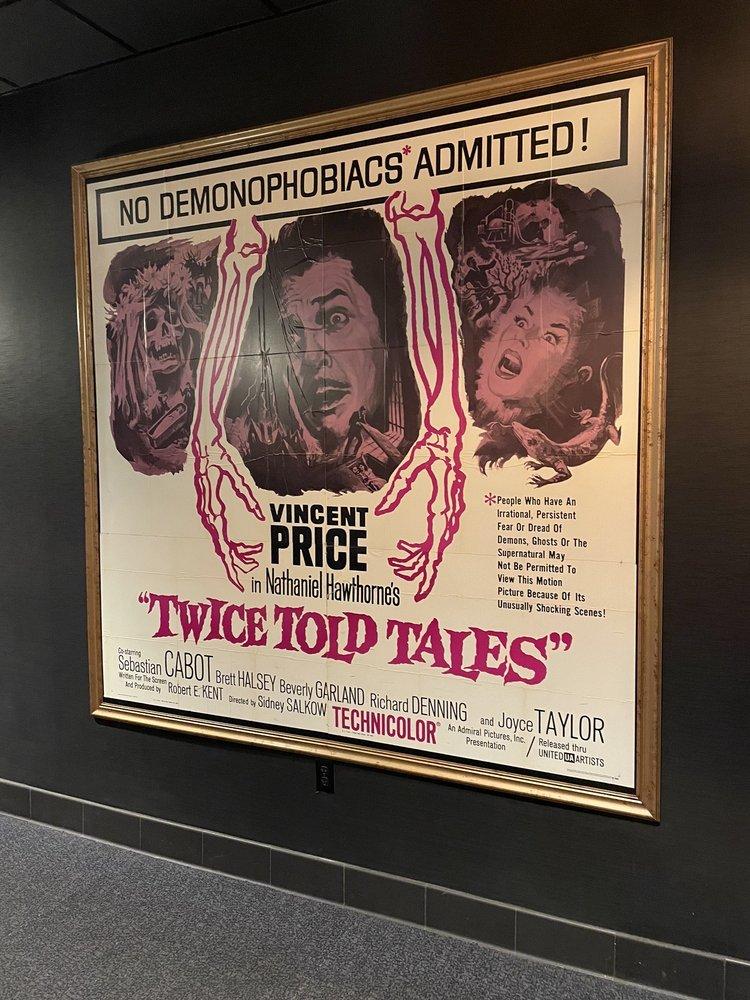 NO DEMONOPHOBIACS* ADMITTED!
VINCENT
PRICE
in Nathaniel Hawthorne's
"TWICE TOLD TALES"
*People Who Have An
Irrational, Persistent
Fear Or Dread Of
Demons, Ghosts Or The
Supernatural May
Not Be Permitted To
View This Motion
Picture Because Of Its
Unusually Shocking Scenes!
Co-starring
Sebastian CABOT Brett HALSEY Beverly GARLAND Richard DENNING and Joyce TAYLOR
Written For The Screen
And Produced by Robert E. KENT Directed by Sidney SALKOW TECHNICOLOR®
An Admiral Pictures, Inc.
Presentation / Released thru
UNITED UA ARTISTS